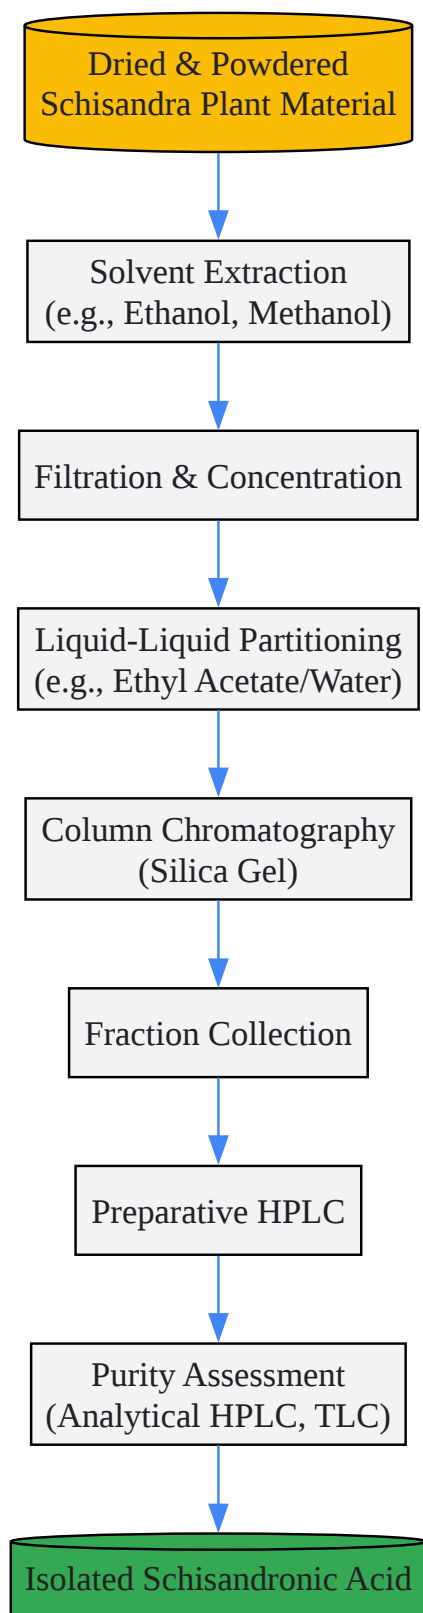 Dried & Powdered
Schisandra Plant Material
Solvent Extraction
(e.g., Ethanol, Methanol)
Filtration & Concentration
Liquid-Liquid Partitioning
(e.g., Ethyl Acetate/Water)
Column Chromatography
(Silica Gel)
Fraction Collection
Preparative HPLC
Purity Assessment
(Analytical HPLC, TLC)
Isolated Schisandronic Acid